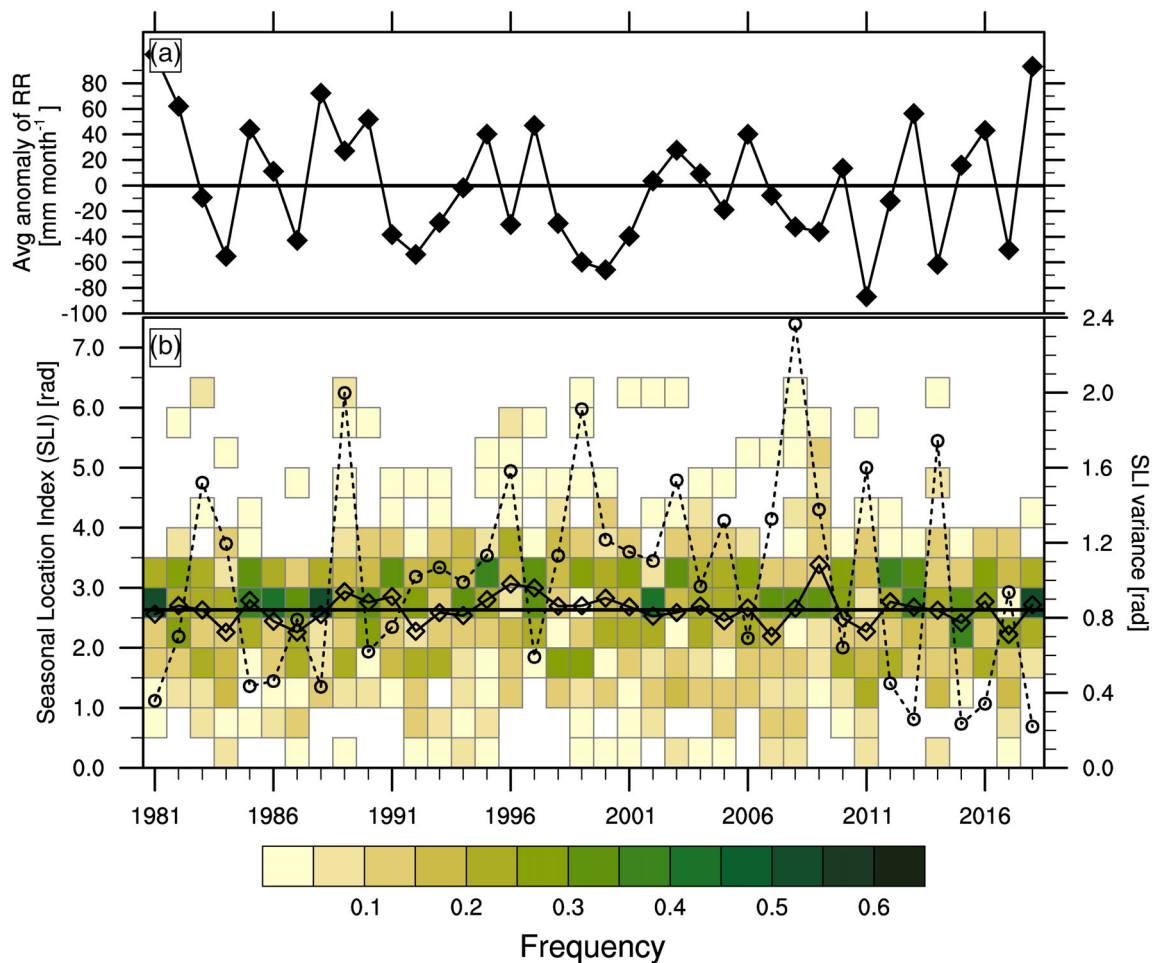 (a)
Avg anomaly of RR
[mm month-1 ]
80
60
40
20
0
-20
-40
-60
-80
-100
(b)
Seasonal Location Index (SLI) [rad]
7.0
6.0
5.0
4.0
3.0
2.0
1.0
0.0
2.4
2.0
1.6
1.2
0.8
0.4
0.0
SLI variance [rad]
1981 1986 1991 1996 2001 2006 2011 2016
0.1 0.2 0.3 0.4 0.5 0.6
Frequency